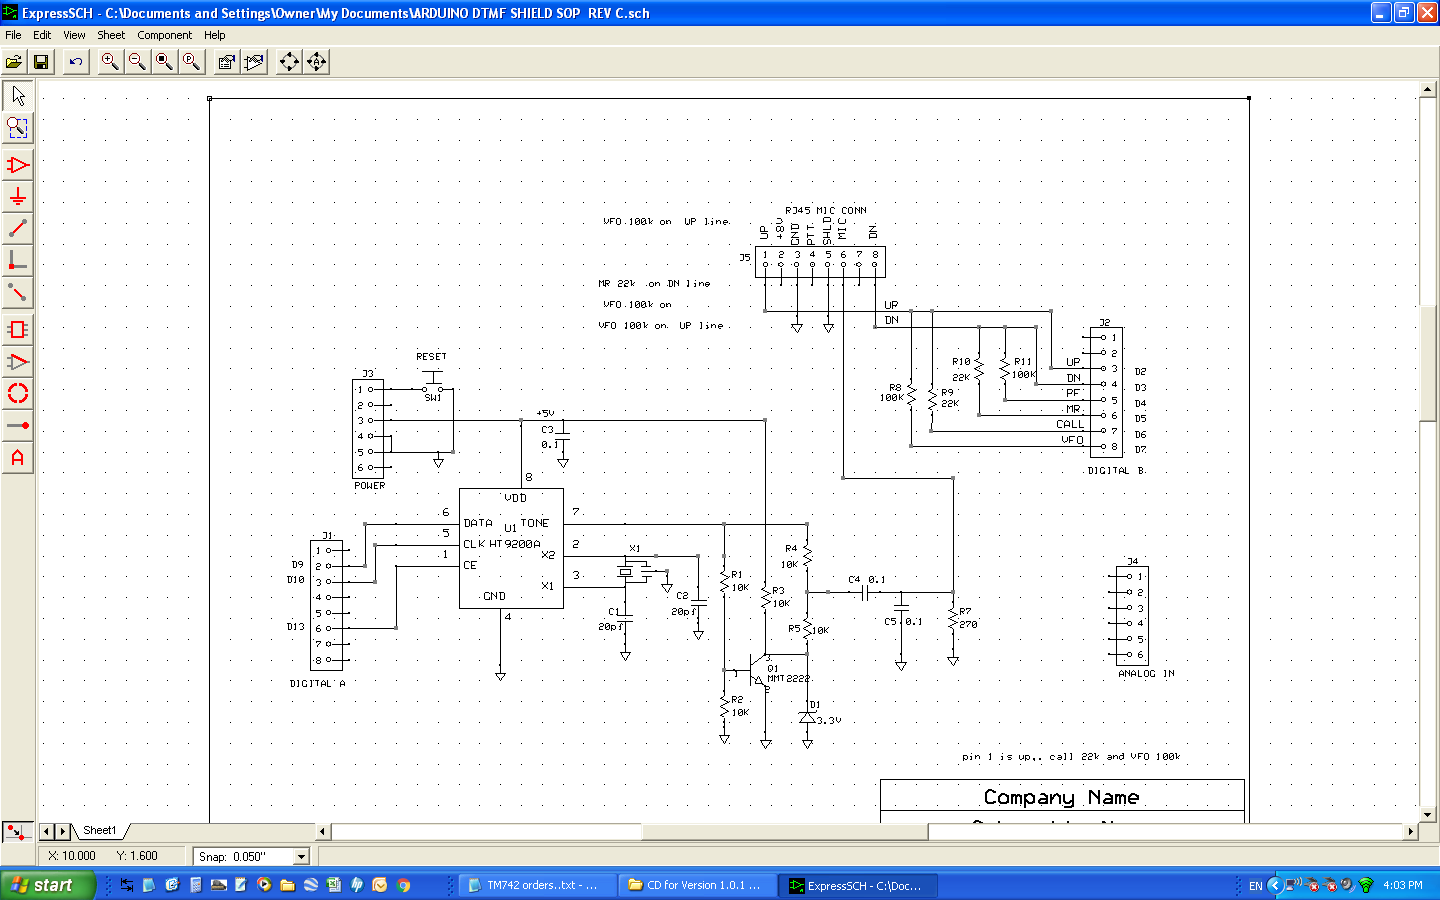 ExpressSCH - C:\Documents and Settings\Owner\My Documents\ARDUINO DTMF SHIELD SOP  REV C.sch
File Edit View Sheet Component Help
RJ45 MIC CONN
VFO 100k on UP line
UP +8V GND PTT SHLD MIC DN
J5 1 2 3 4 5 6 7 8
MR 22k on DN line
VFO 100k on
VFO 100k on UP line
UP
DN
J2
1
2
UP 3 D2
DN 4 D3
PF 5 D4
MR 6 D5
CALL 7 D6
VFO 8 D7
DIGITAL B
R10 22K
R11 100K
R8 100K
R9 22K
RESET
SW1
J3
1
2
3
4
5
6
POWER
+5V
C3
0.1
8
VDD
6 DATA
5 CLK
1 CE
U1
HT9200A
TONE 7
X2 2
X1 3
GND
4
J1
1
D9 2
D10 3
4
5
D13 6
7
8
DIGITAL A
X1
C1
20pf
C2
20pf
R1
10K
R3
10K
R4
10K
R5 10K
C4 0.1
C5 0.1
R7
270
3
1
Q1
MMT2222
2
R2
10K
D1
3.3V
J4
1
2
3
4
5
6
ANALOG IN
pin 1 is up,. call 22k and VFO 100k
Company Name
Sheet1
X: 10.000 Y: 1.600 Snap: 0.050"
start TM742 orders..txt - ... CD for Version 1.0.1 ... ExpressSCH - C:\Doc... EN 4:03 PM